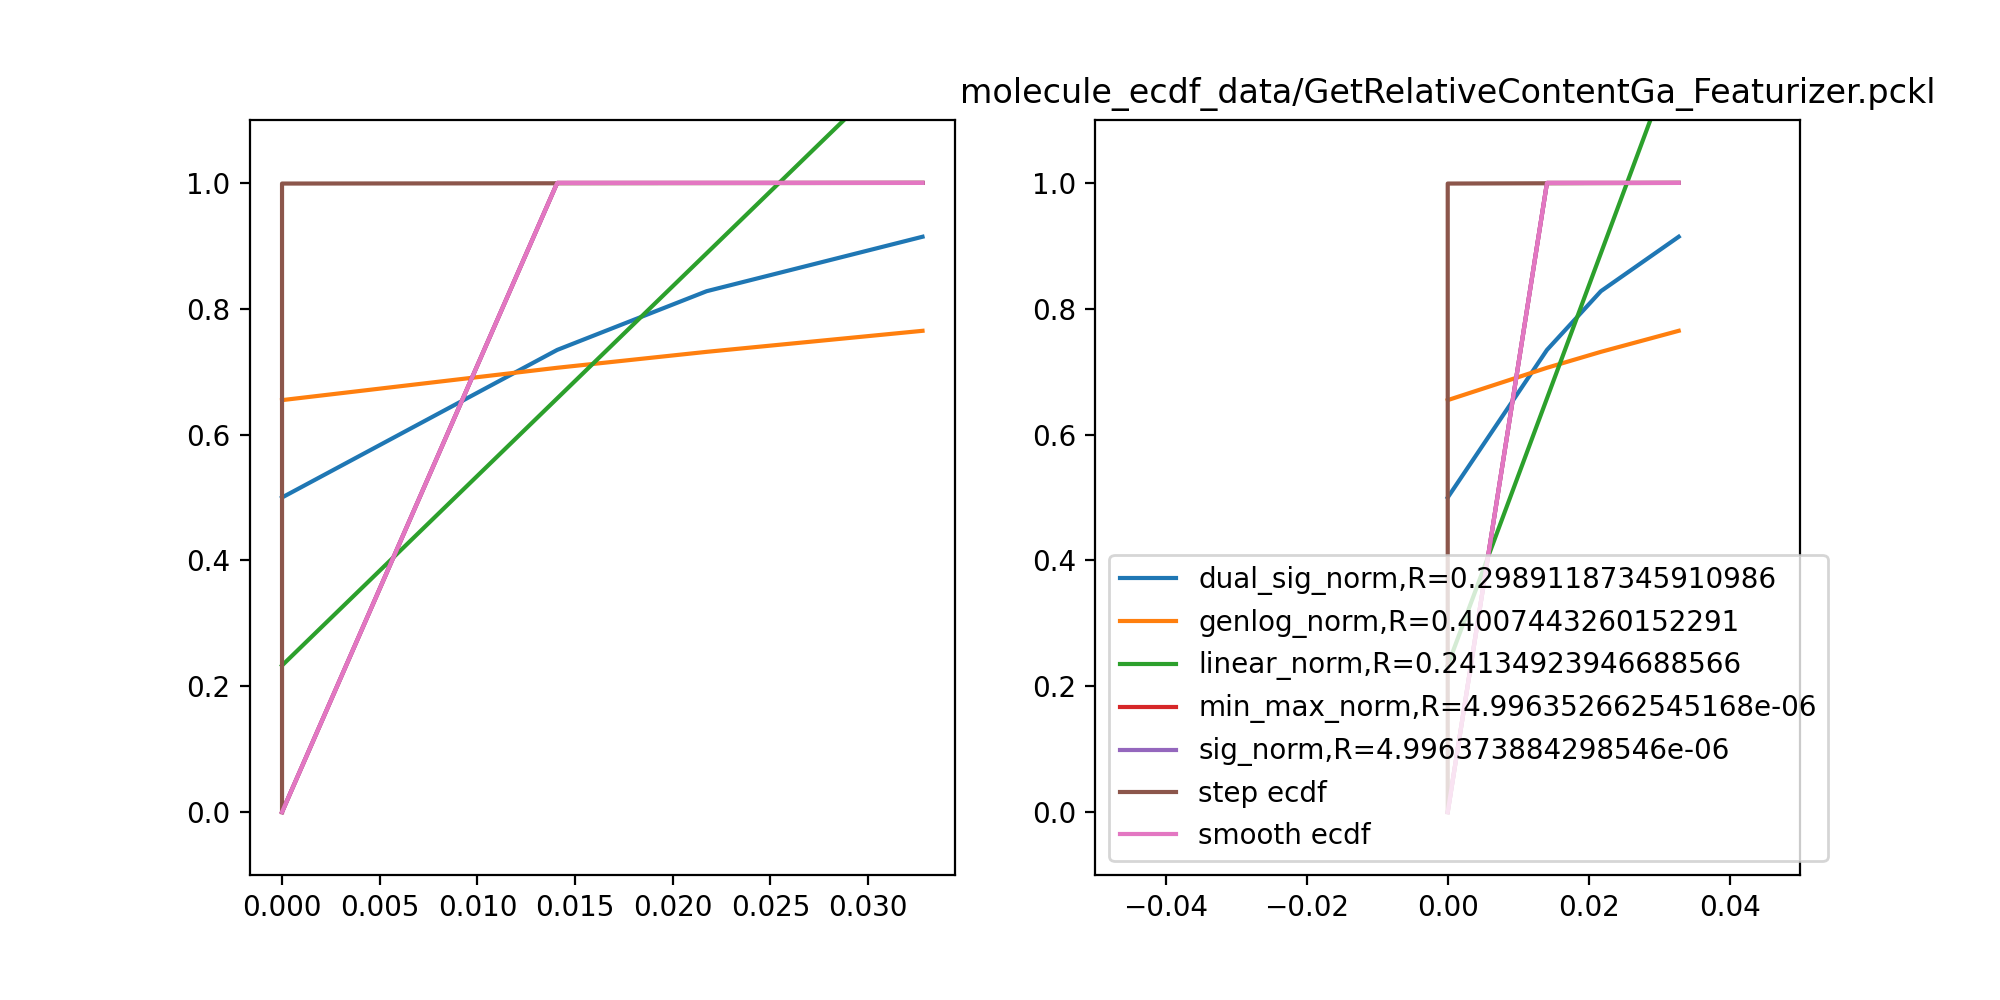 molecule_ecdf_data/GetRelativeContentGa_Featurizer.pckl
1.0
0.8
0.6
0.4
0.2
0.0
0.000 0.005 0.010 0.015 0.020 0.025 0.030
1.0
0.8
0.6
0.4
0.2
0.0
dual_sig_norm,R=0.29891187345910986
genlog_norm,R=0.4007443260152291
linear_norm,R=0.24134923946688566
min_max_norm,R=4.996352662545168e-06
sig_norm,R=4.996373884298546e-06
step ecdf
smooth ecdf
−0.04 −0.02 0.00 0.02 0.04